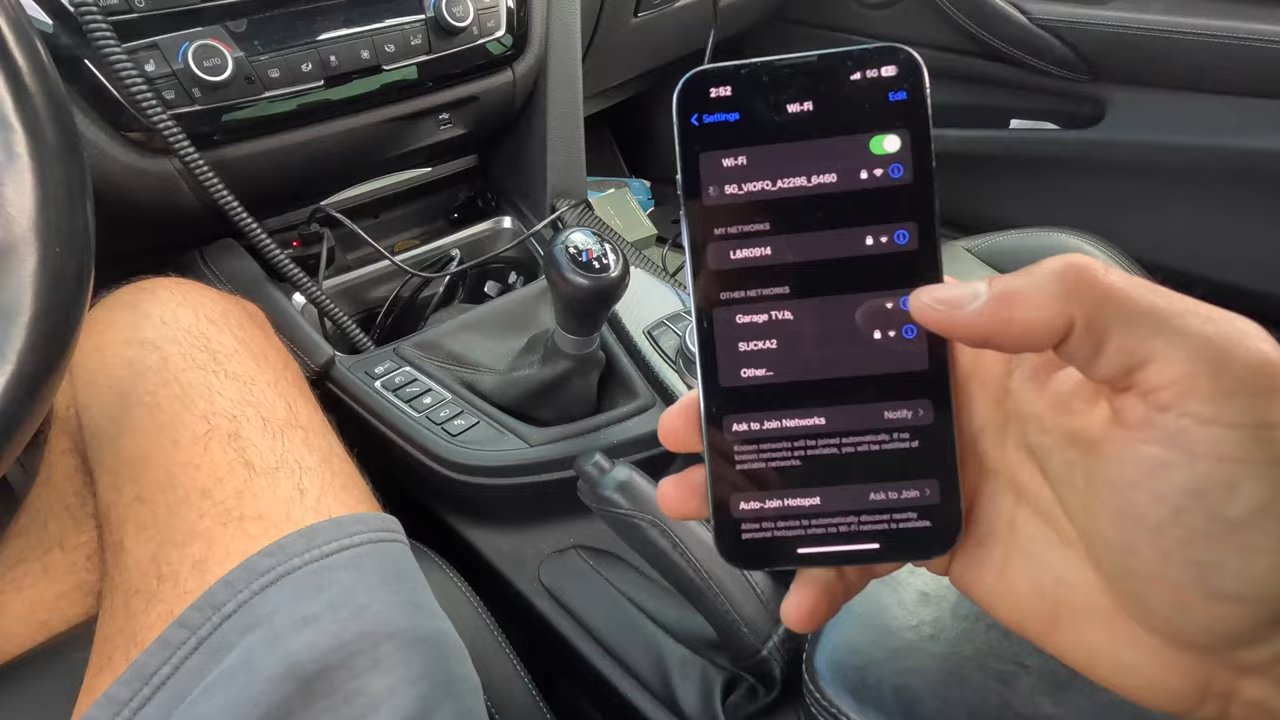 AUTO
MAX
A/C
2:52
5G
Settings
Wi-Fi
Edit
Wi-Fi
5G_VIOFO_A229S_6460
MY NETWORKS
L&R0914
OTHER NETWORKS
Garage TV.b,
SUCKA2
Other...
Ask to Join Networks
Notify
Known networks will be joined automatically. If no
known networks are available, you will be notified of
available networks.
Auto-Join Hotspot
Ask to Join
Allow this device to automatically discover nearby
personal hotspots when no Wi-Fi network is available.